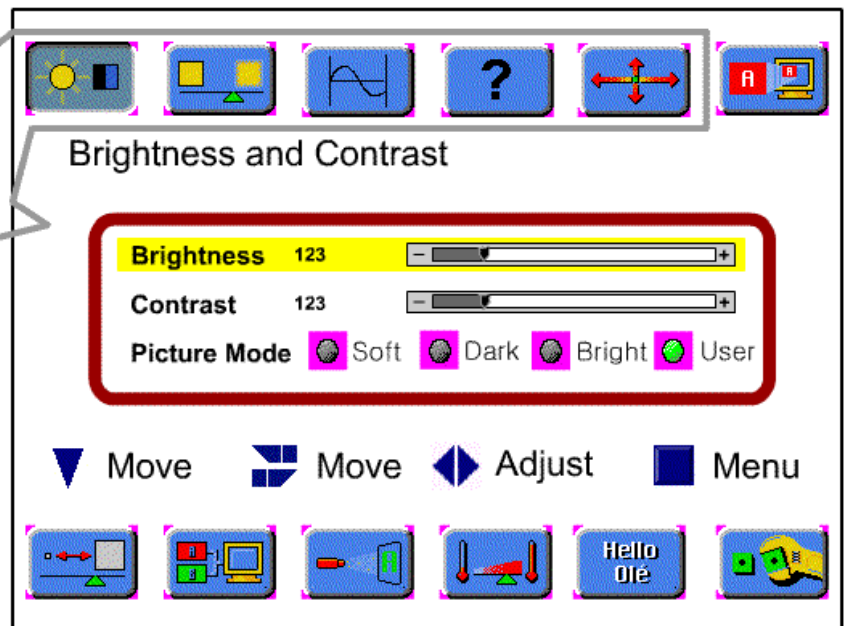 ?
A
A
Brightness and Contrast
Brightness 123 - +
Contrast 123 - +
Picture Mode Soft Dark Bright User
Move Move Adjust Menu
Hello
Olé